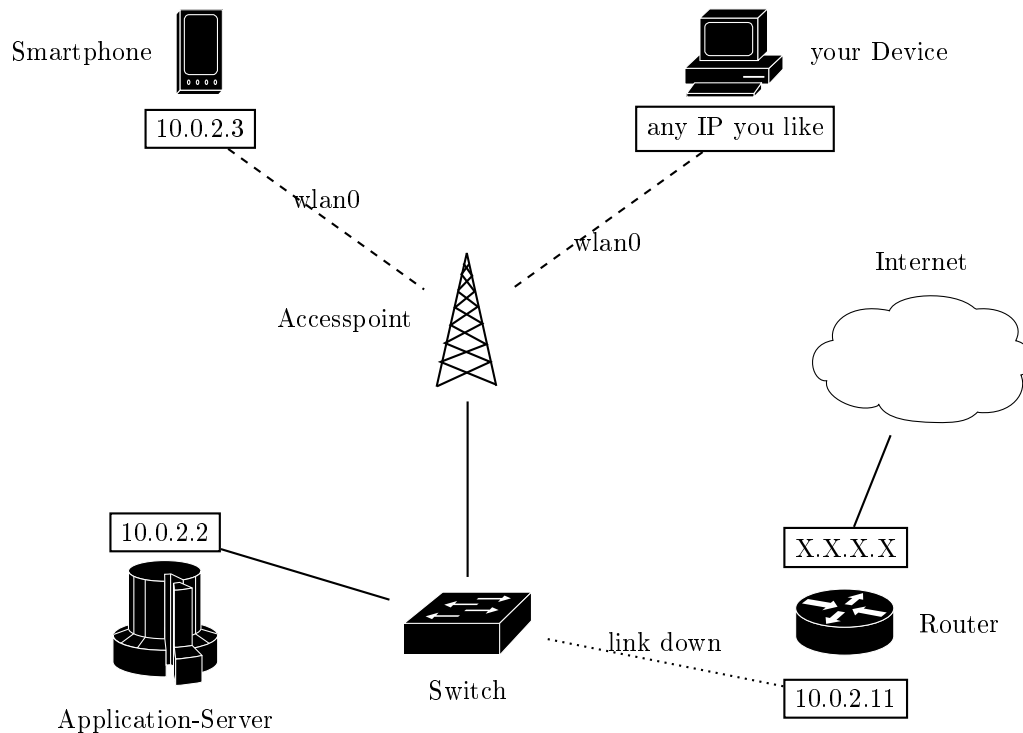 Smartphone
your Device
10.0.2.3
any IP you like
wlan0
wlan0
Internet
Accesspoint
10.0.2.2
X.X.X.X
Router
link down
Switch
10.0.2.11
Application-Server